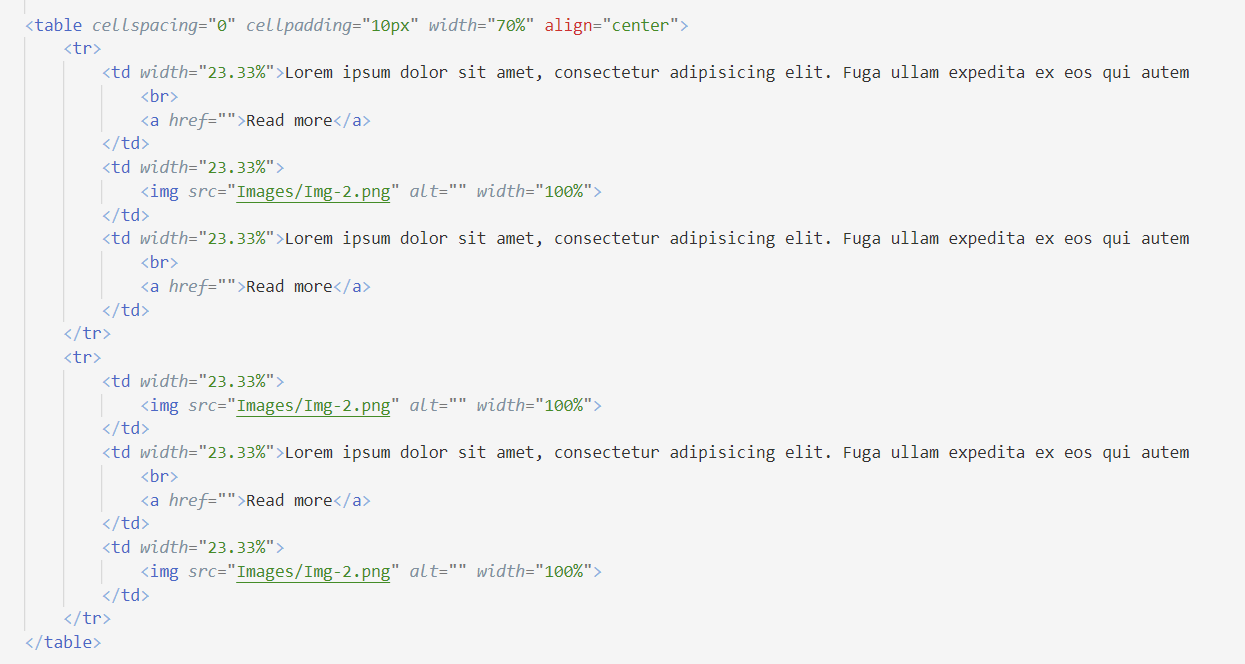 <table cellspacing="0" cellpadding="10px" width="70%" align="center">
    <tr>
        <td width="23.33%">Lorem ipsum dolor sit amet, consectetur adipisicing elit. Fuga ullam expedita ex eos qui autem
            <br>
            <a href="">Read more</a>
        </td>
        <td width="23.33%">
            <img src="Images/Img-2.png" alt="" width="100%">
        </td>
        <td width="23.33%">Lorem ipsum dolor sit amet, consectetur adipisicing elit. Fuga ullam expedita ex eos qui autem
            <br>
            <a href="">Read more</a>
        </td>
    </tr>
    <tr>
        <td width="23.33%">
            <img src="Images/Img-2.png" alt="" width="100%">
        </td>
        <td width="23.33%">Lorem ipsum dolor sit amet, consectetur adipisicing elit. Fuga ullam expedita ex eos qui autem
            <br>
            <a href="">Read more</a>
        </td>
        <td width="23.33%">
            <img src="Images/Img-2.png" alt="" width="100%">
        </td>
    </tr>
</table>